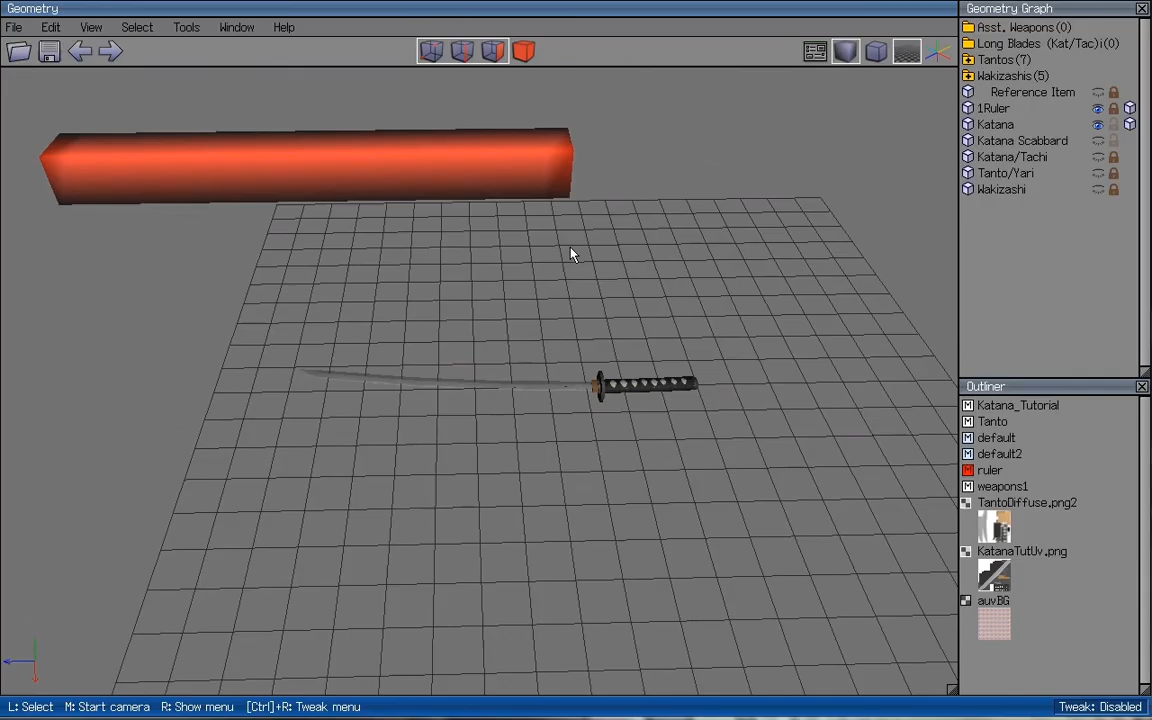 Geometry
File Edit View Select Tools Window Help
Geometry Graph
Asst. Weapons(0)
Long Blades (Kat/Tac)i(0)
Tantos(7)
Wakizashis(5)
Reference Item
1Ruler
Katana
Katana Scabbard
Katana/Tachi
Tanto/Yari
Wakizashi
Outliner
Katana_Tutorial
Tanto
default
default2
ruler
weapons1
TantoDiffuse.png2
KatanaTutUv.png
auvBG
L: Select M: Start camera R: Show menu [Ctrl]+R: Tweak menu
Tweak: Disabled